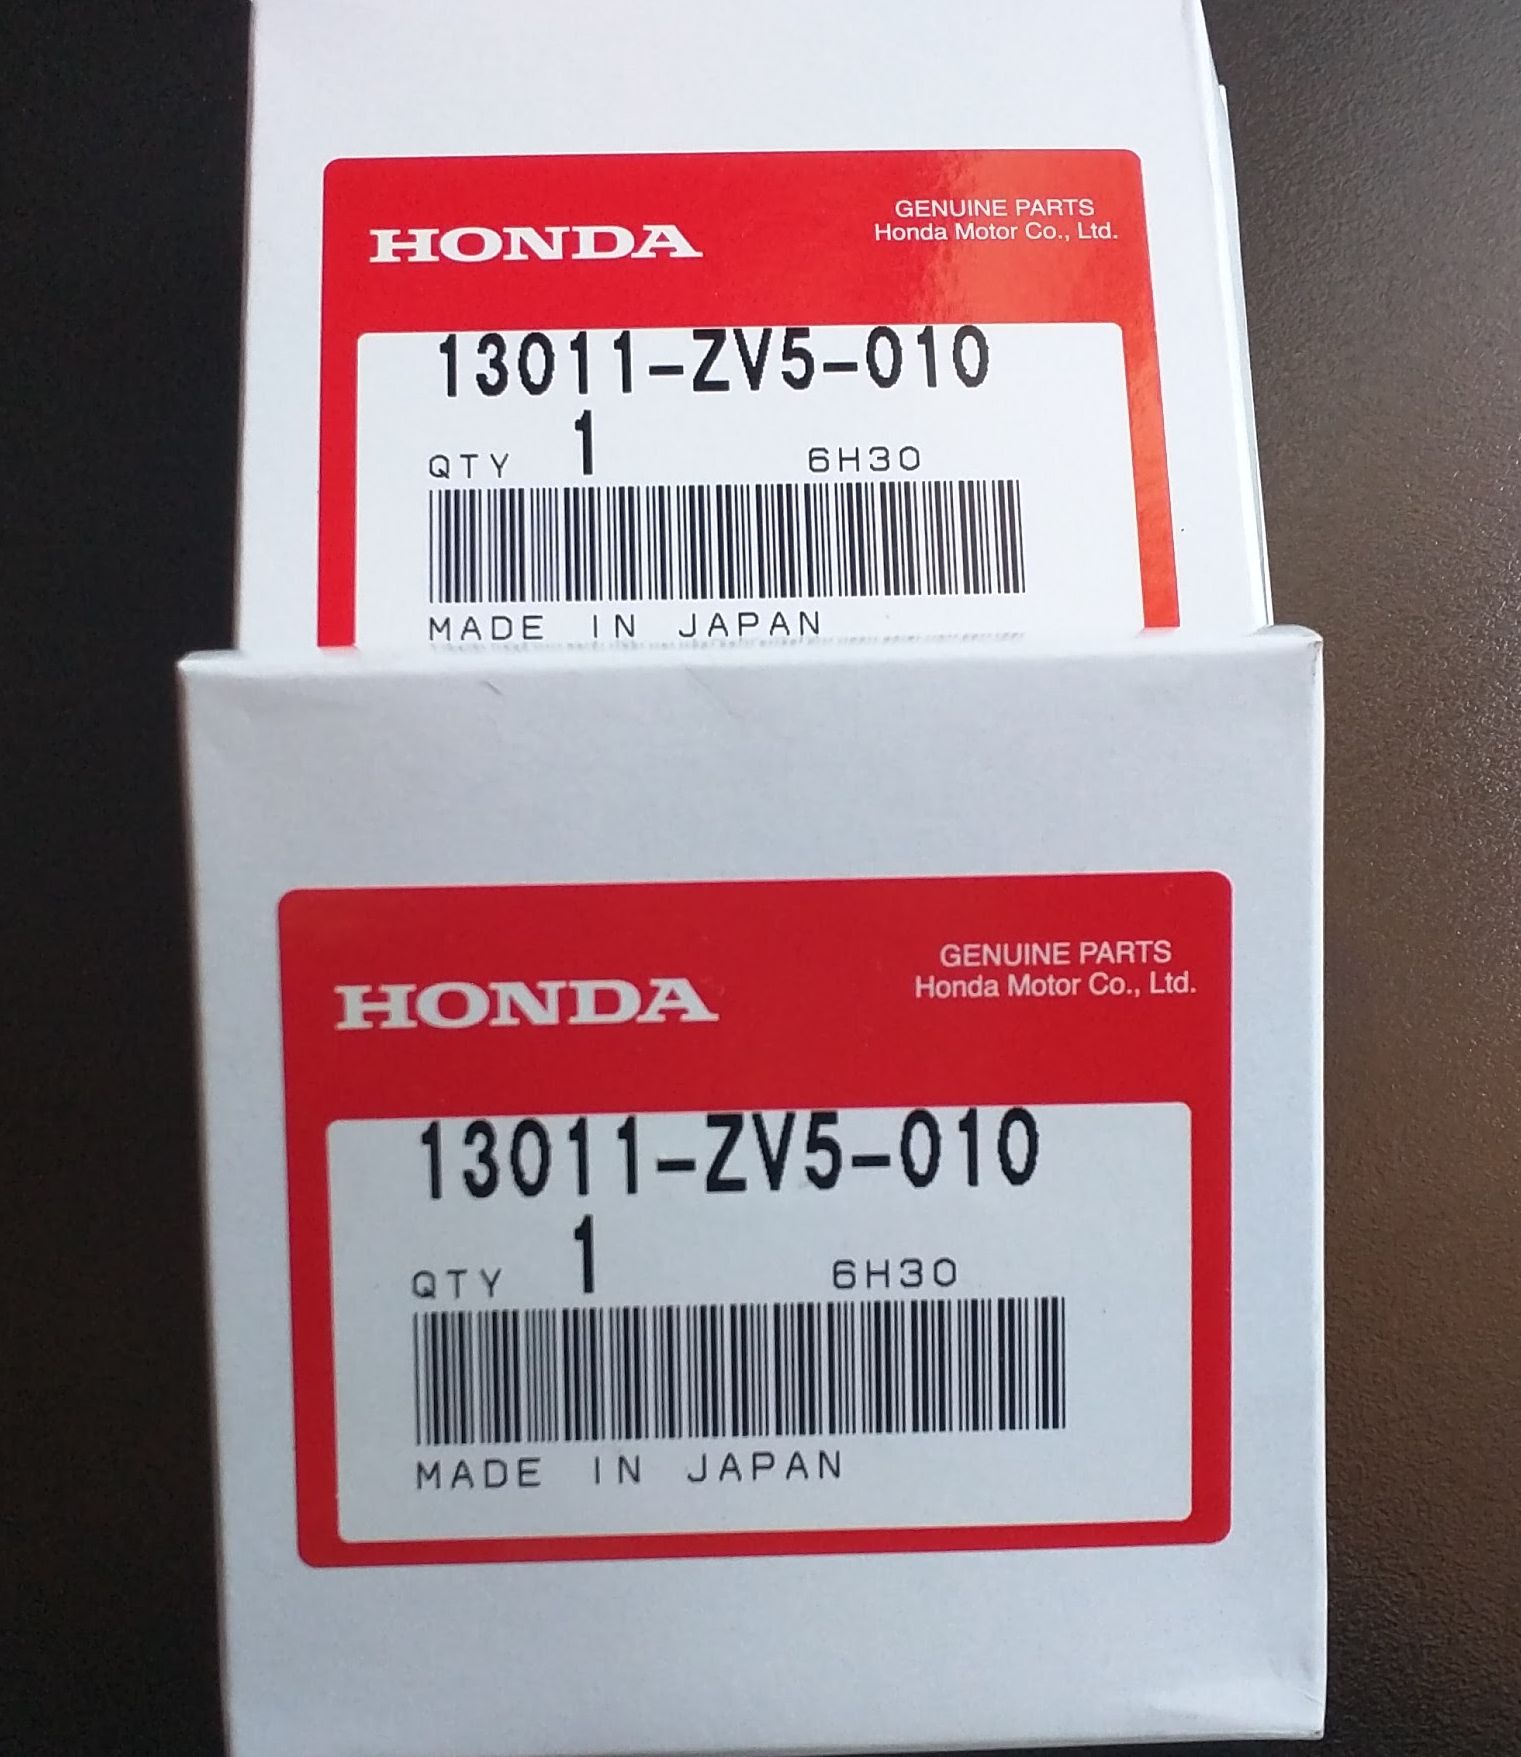 HONDA
GENUINE PARTS
Honda Motor Co., Ltd.
13011-ZV5-010
QTY 1 6H30
MADE IN JAPAN
HONDA
GENUINE PARTS
Honda Motor Co., Ltd.
13011-ZV5-010
QTY 1 6H30
MADE IN JAPAN